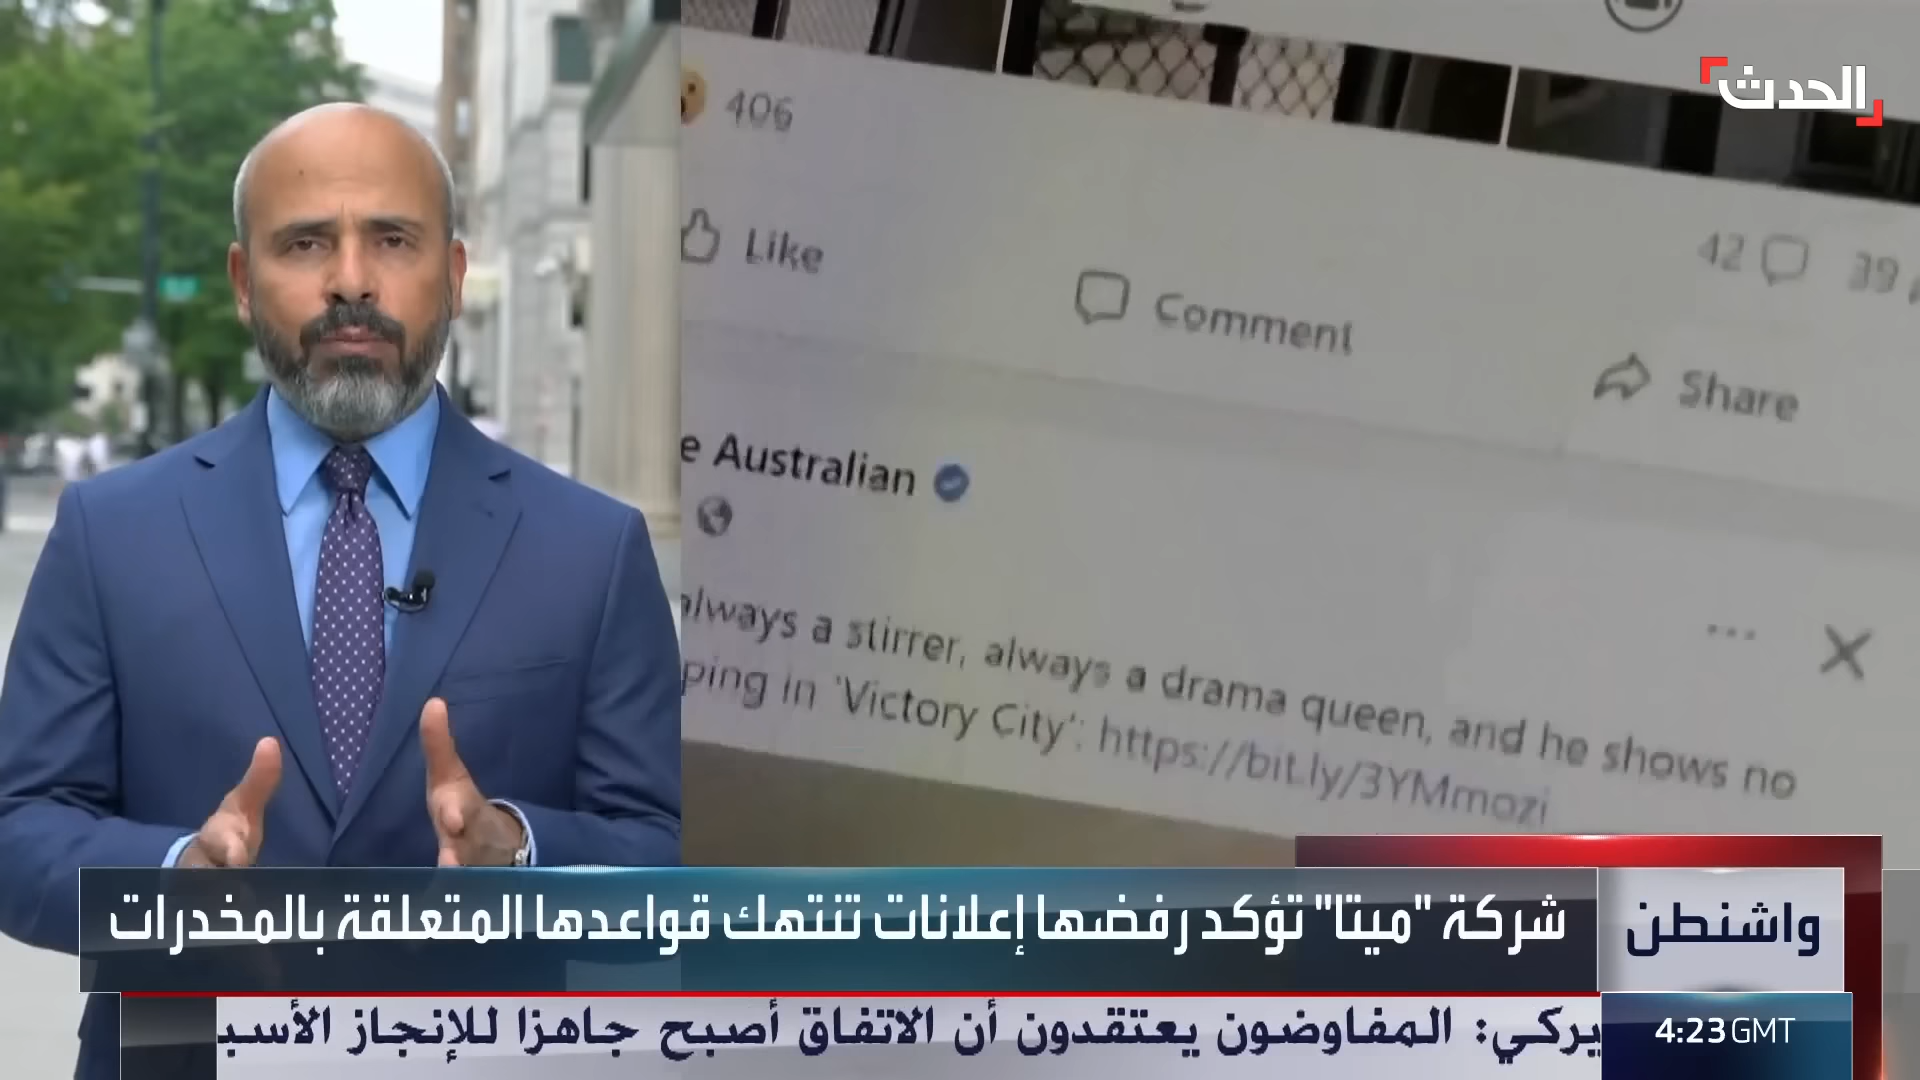 الحدث
406
42
39
Like
Comment
Share
e Australian
always a stirrer, always a drama queen, and he shows no
ping in 'Victory City': https://bit.ly/3YMmozi
واشنطن
شركة "ميتا" تؤكد رفضها إعلانات تنتهك قواعدها المتعلقة بالمخدرات
يركي: المفاوضون يعتقدون أن الاتفاق أصبح جاهزا للإنجاز الأسب
4:23 GMT